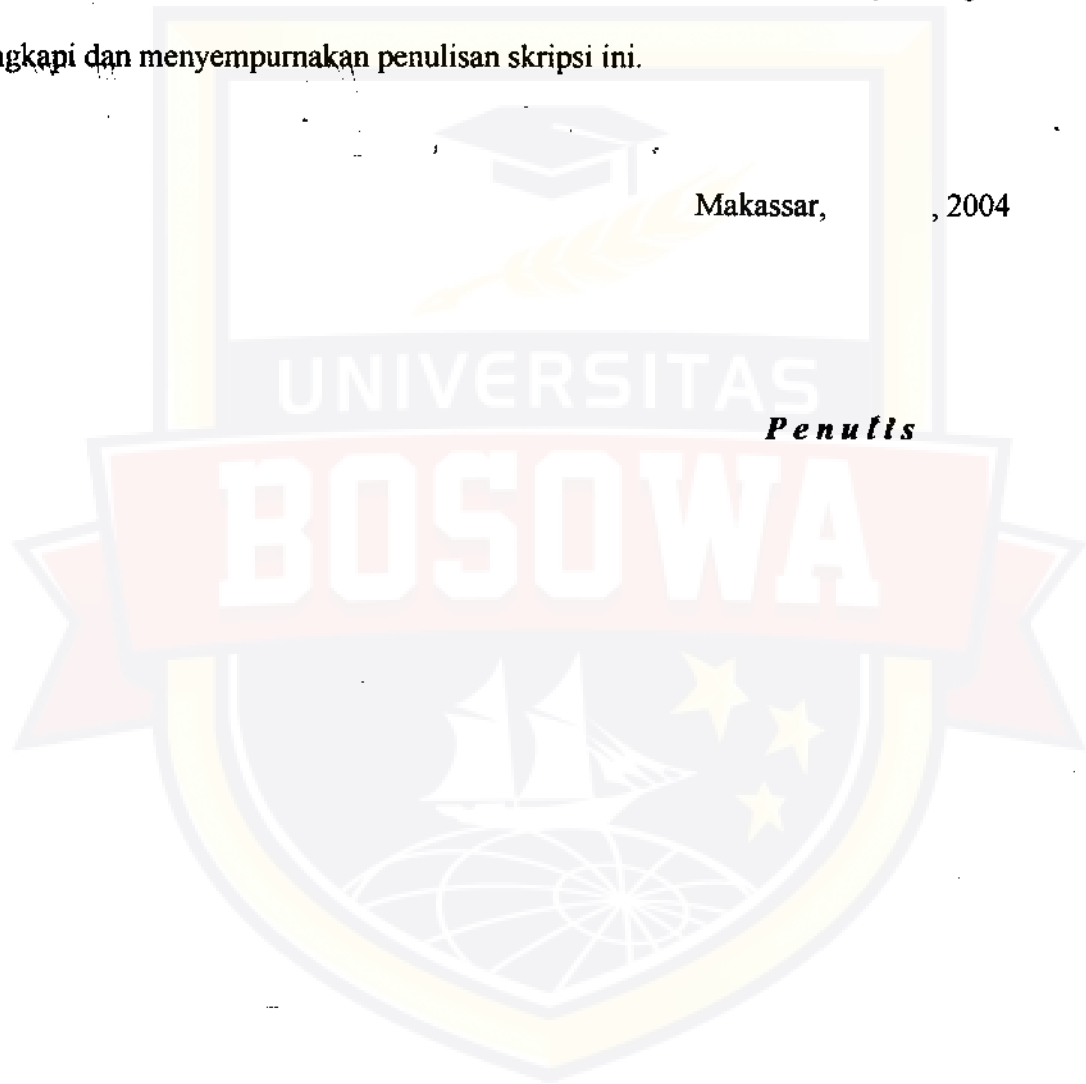 ngkapi dan menyempurnakan penulisan skripsi ini.
Makassar, , 2004
UNIVERSITAS
Penulis
BOSOWA